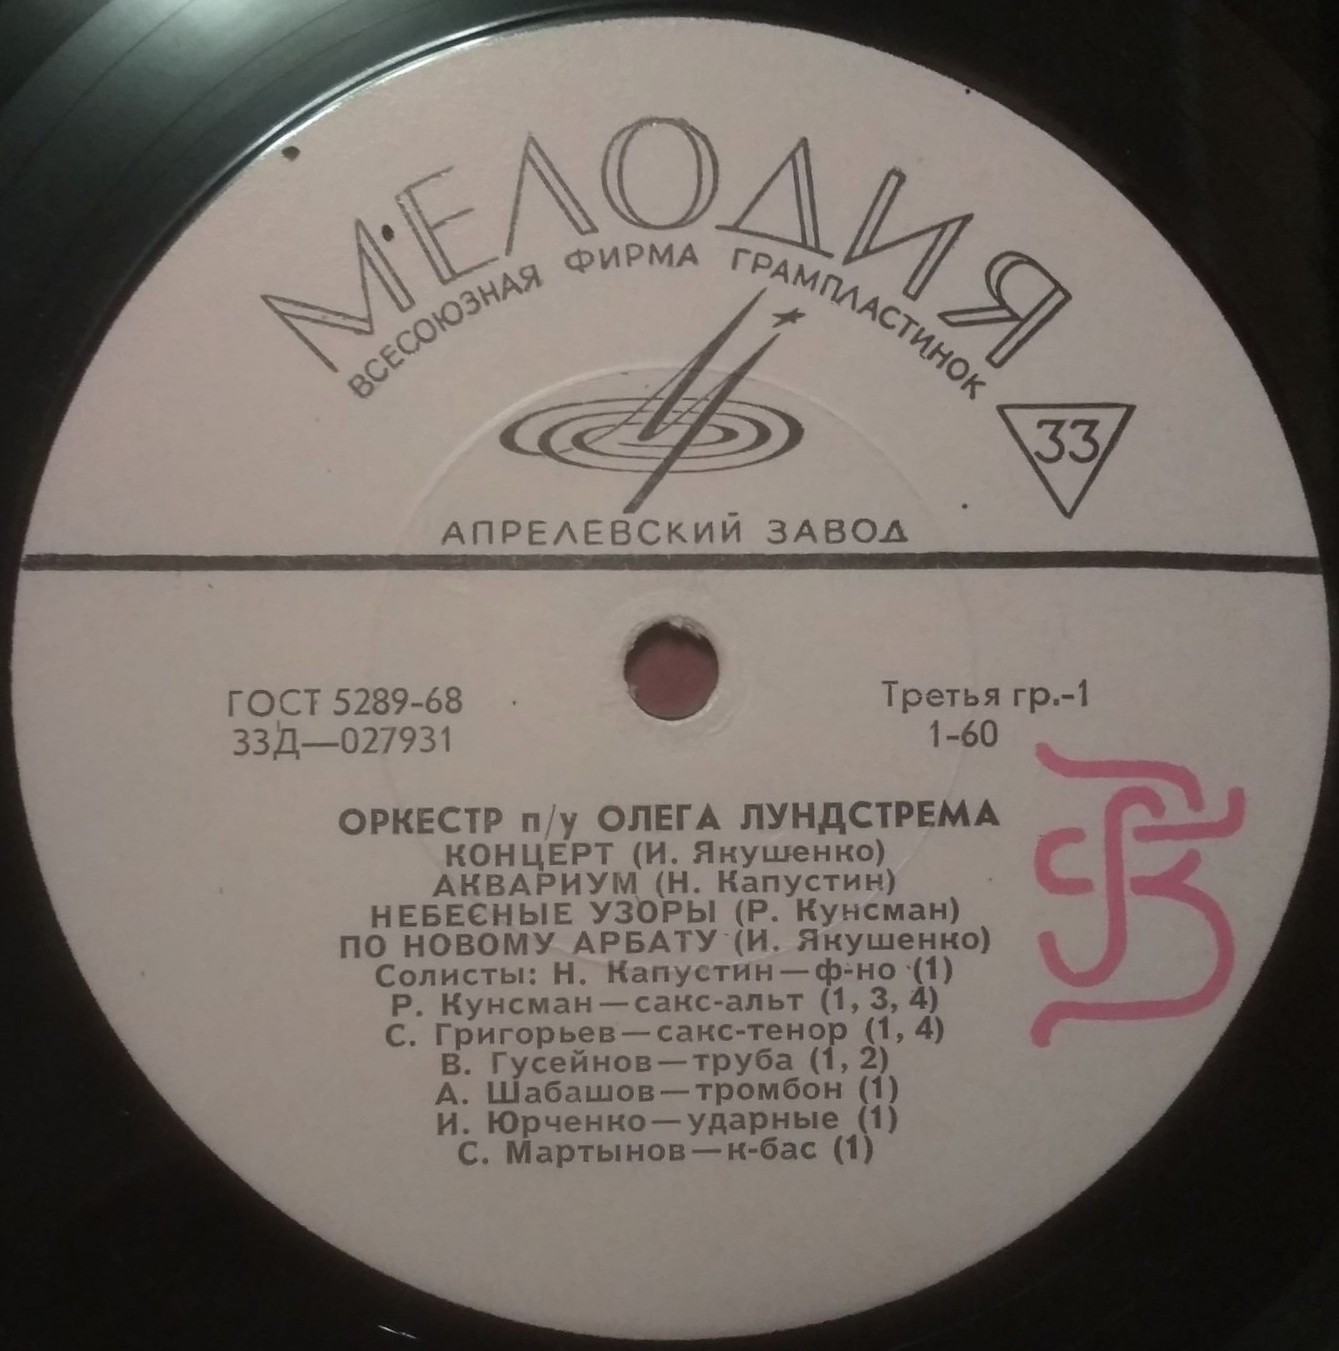 МЕЛОДИЯ
ВСЕСОЮЗНАЯ ФИРМА ГРАМПЛАСТИНОК
33
АПРЕЛЕВСКИЙ ЗАВОД
ГОСТ 5289-68
33Д—027931
Третья гр.-1
1-60
ОРКЕСТР п/у ОЛЕГА ЛУНДСТРЕМА
КОНЦЕРТ (И. Якушенко)
АКВАРИУМ (Н. Капустин)
НЕБЕСНЫЕ УЗОРЫ (Р. Кунсман)
ПО НОВОМУ АРБАТУ (И. Якушенко)
Солисты: Н. Капустин—ф-но (1)
Р. Кунсман—сакс-альт (1, 3, 4)
С. Григорьев—сакс-тенор (1, 4)
В. Гусейнов—труба (1, 2)
А. Шабашов—тромбон (1)
И. Юрченко—ударные (1)
С. Мартынов—к-бас (1)